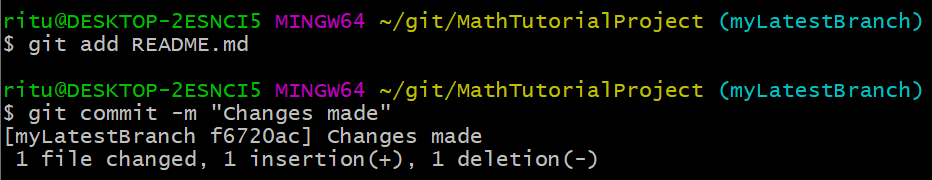 ritu@DESKTOP-2ESNCI5 MINGW64 ~/git/MathTutorialProject (myLatestBranch)
$ git add README.md
ritu@DESKTOP-2ESNCI5 MINGW64 ~/git/MathTutorialProject (myLatestBranch)
$ git commit -m "Changes made"
[myLatestBranch f6720ac] Changes made
 1 file changed, 1 insertion(+), 1 deletion(-)